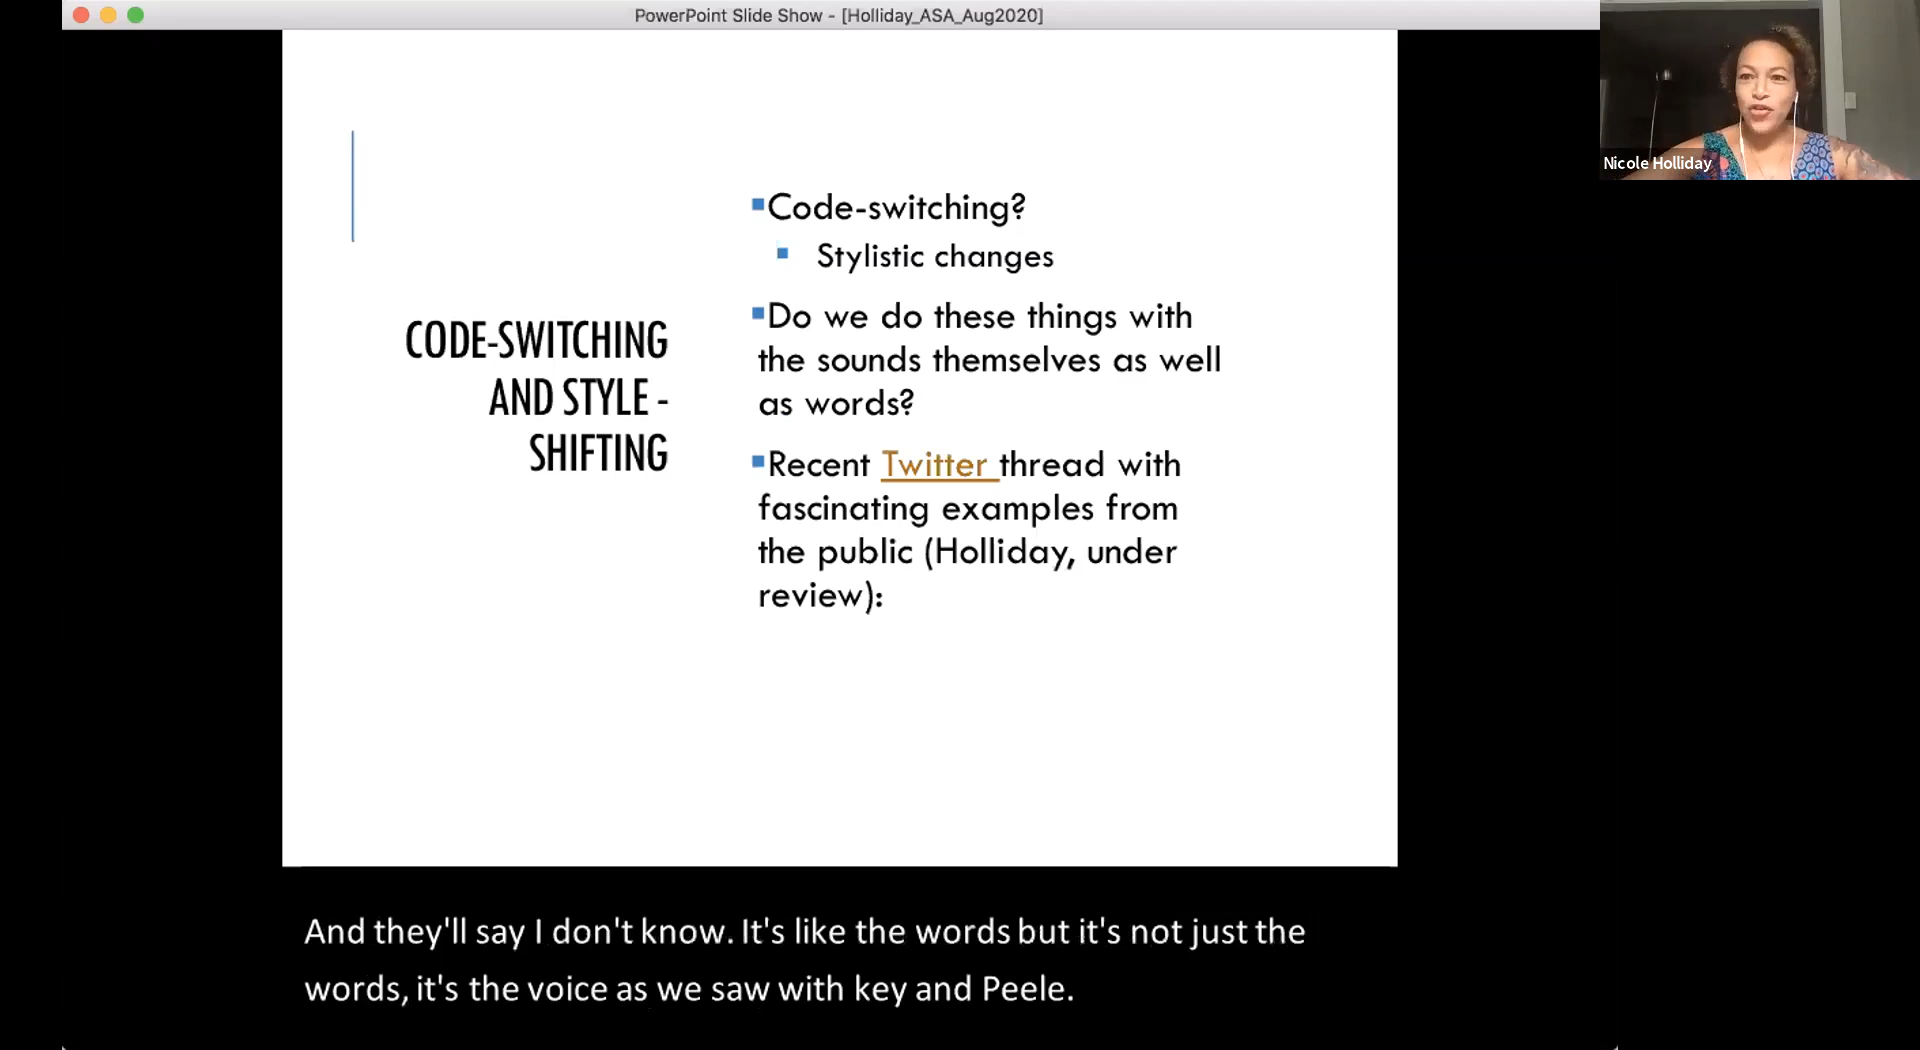 PowerPoint Slide Show - [Holliday_ASA_Aug2020]
Nicole Holliday
CODE-SWITCHING
AND STYLE -
SHIFTING
Code-switching?
Stylistic changes
Do we do these things with
the sounds themselves as well
as words?
Recent Twitter thread with
fascinating examples from
the public (Holliday, under
review):
And they'll say I don't know. It's like the words but it's not just the
words, it's the voice as we saw with key and Peele.